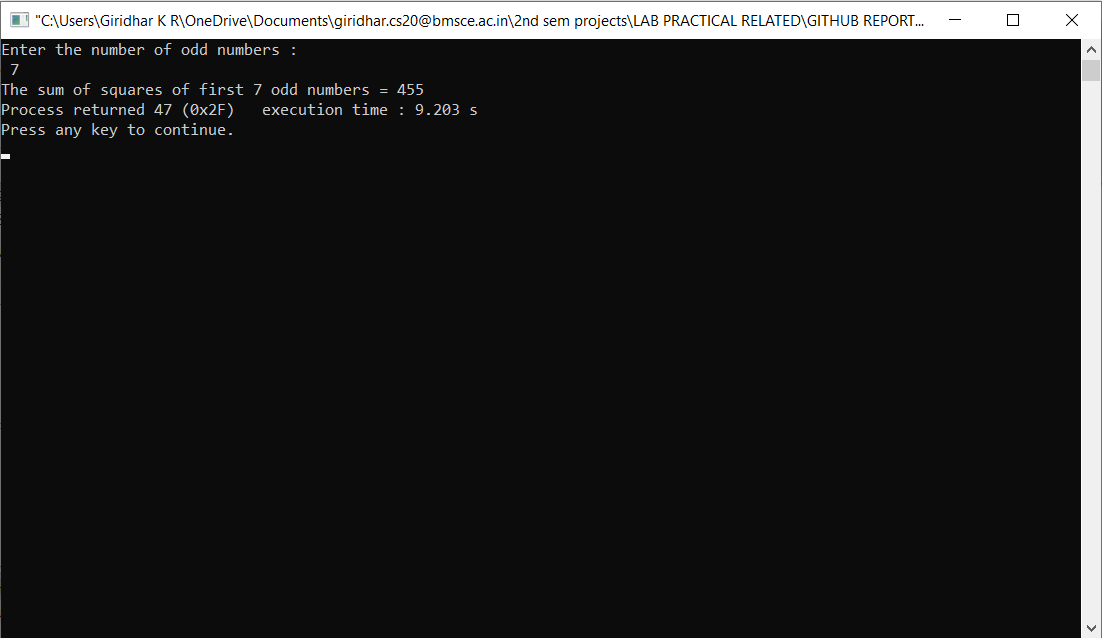 "C:\Users\Giridhar K R\OneDrive\Documents\giridhar.cs20@bmsce.ac.in\2nd sem projects\LAB PRACTICAL RELATED\GITHUB REPORT...
Enter the number of odd numbers :
7
The sum of squares of first 7 odd numbers = 455
Process returned 47 (0x2F)   execution time : 9.203 s
Press any key to continue.